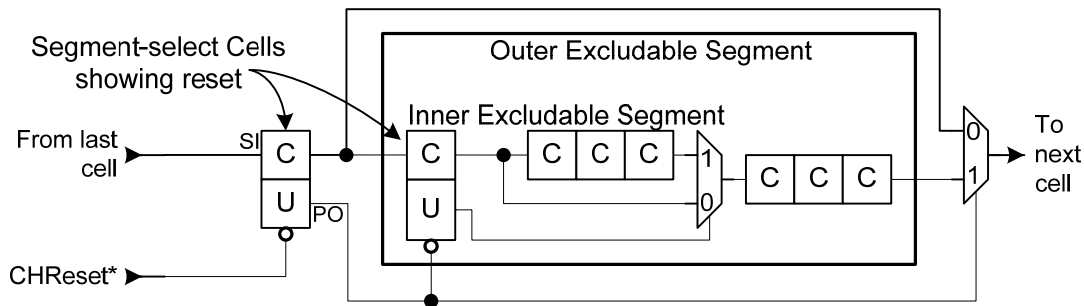 Segment-select Cells
showing reset
Outer Excludable Segment
Inner Excludable Segment
From last
cell
SI
C
U
PO
CHReset*
C
U
C C C
1
0
C C C
0
1
To
next
cell